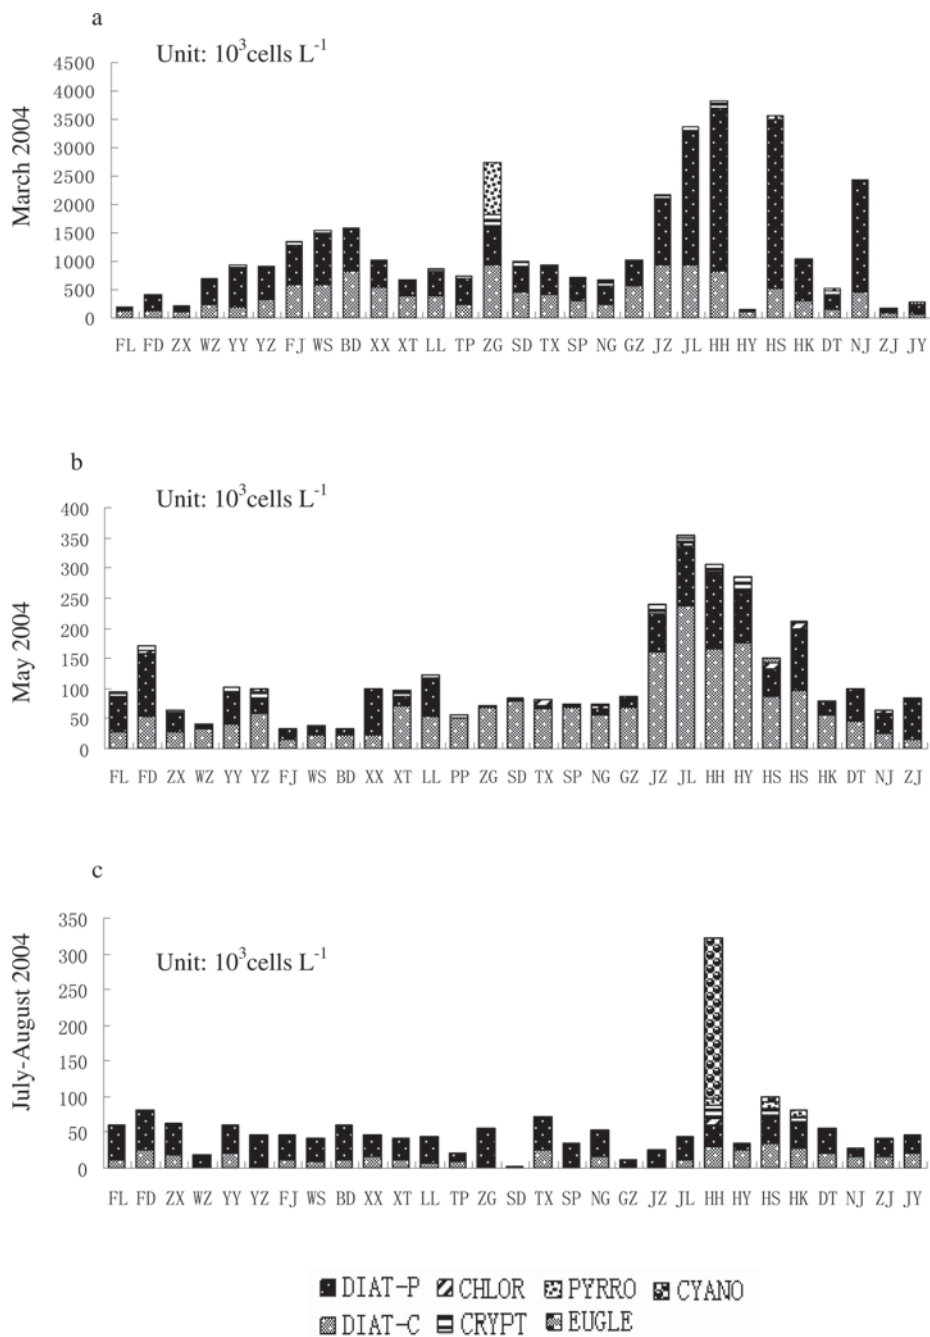 a
Unit: 10³cells L⁻¹
March 2004
4500
4000
3500
3000
2500
2000
1500
1000
500
0
FL FD ZX WZ YY YZ FJ WS BD XX XT LL TP ZG SD TX SP NG GZ JZ JL HH HY HS HK DT NJ ZJ JY
b
Unit: 10³cells L⁻¹
May 2004
400
350
300
250
200
150
100
50
0
FL FD ZX WZ YY YZ FJ WS BD XX XT LL PP ZG SD TX SP NG GZ JZ JL HH HY HS HS HK DT NJ ZJ
c
Unit: 10³cells L⁻¹
July-August 2004
350
300
250
200
150
100
50
0
FL FD ZX WZ YY YZ FJ WS BD XX XT LL TP ZG SD TX SP NG GZ JZ JL HH HY HS HK DT NJ ZJ JY
DIAT-P CHLOR PYRRO CYANO
DIAT-C CRYPT EUGLE